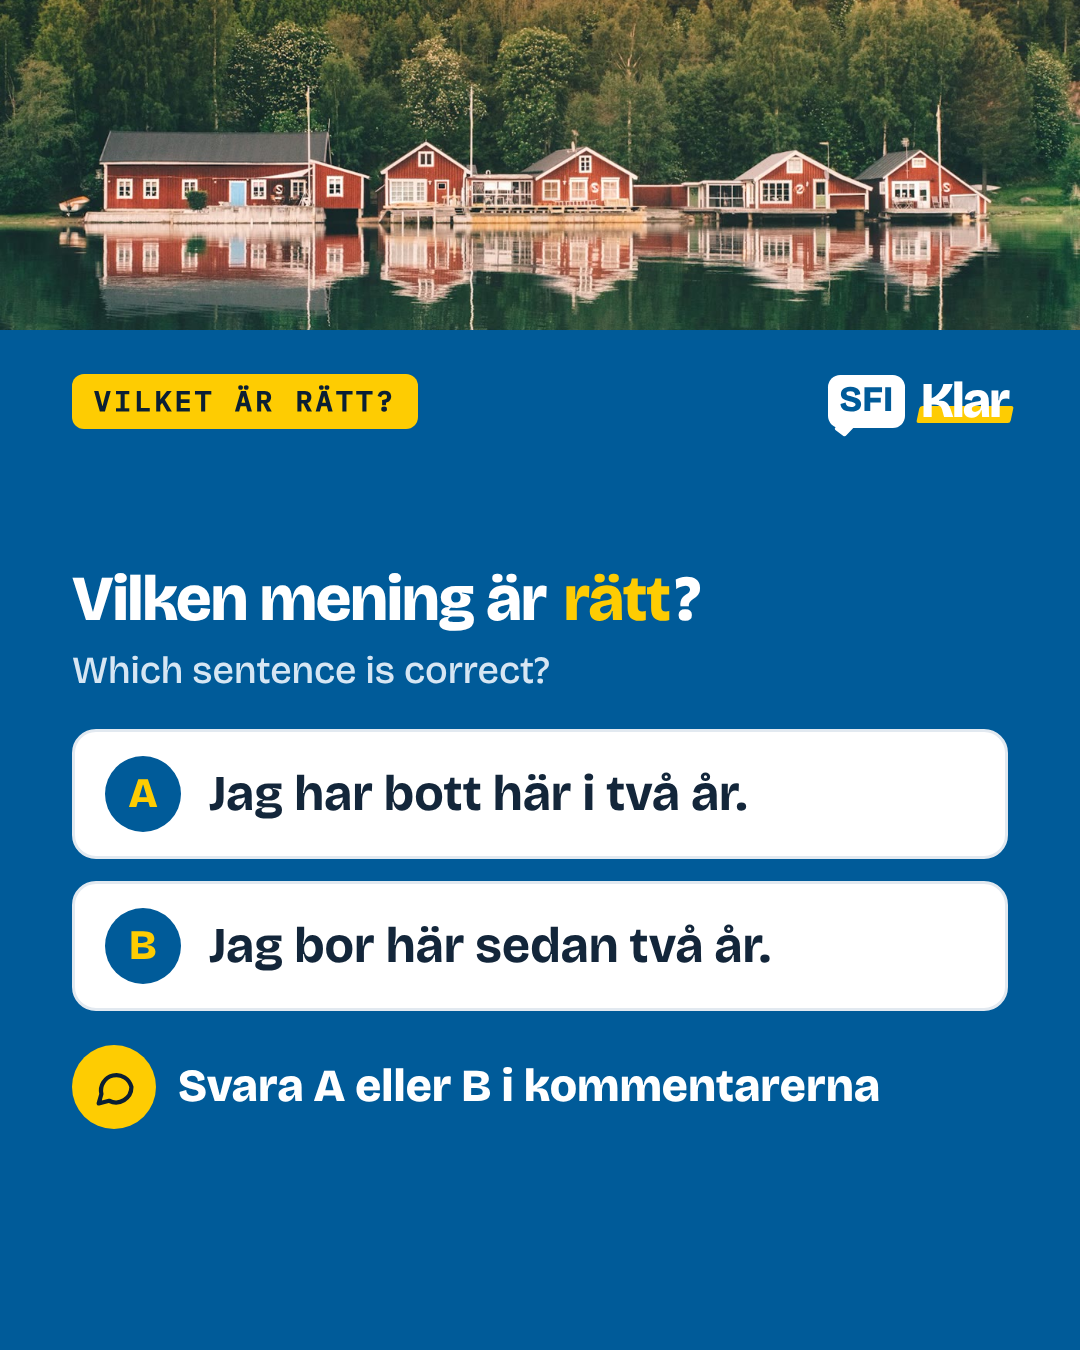 VILKET ÄR RÄTT?
SFI Klar
Vilken mening är rätt?
Which sentence is correct?
A Jag har bott här i två år.
B Jag bor här sedan två år.
Svara A eller B i kommentarerna